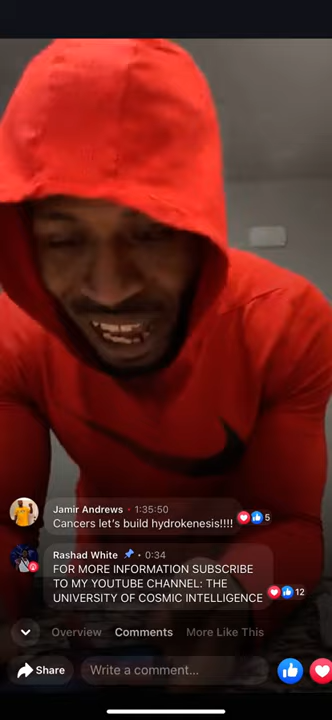 Jamir Andrews • 1:35:50
Cancers let's build hydrokenesis!!!!
5
Rashad White • 0:34
FOR MORE INFORMATION SUBSCRIBE
TO MY YOUTUBE CHANNEL: THE
UNIVERSITY OF COSMIC INTELLIGENCE
12
Overview Comments More Like This
Share Write a comment...